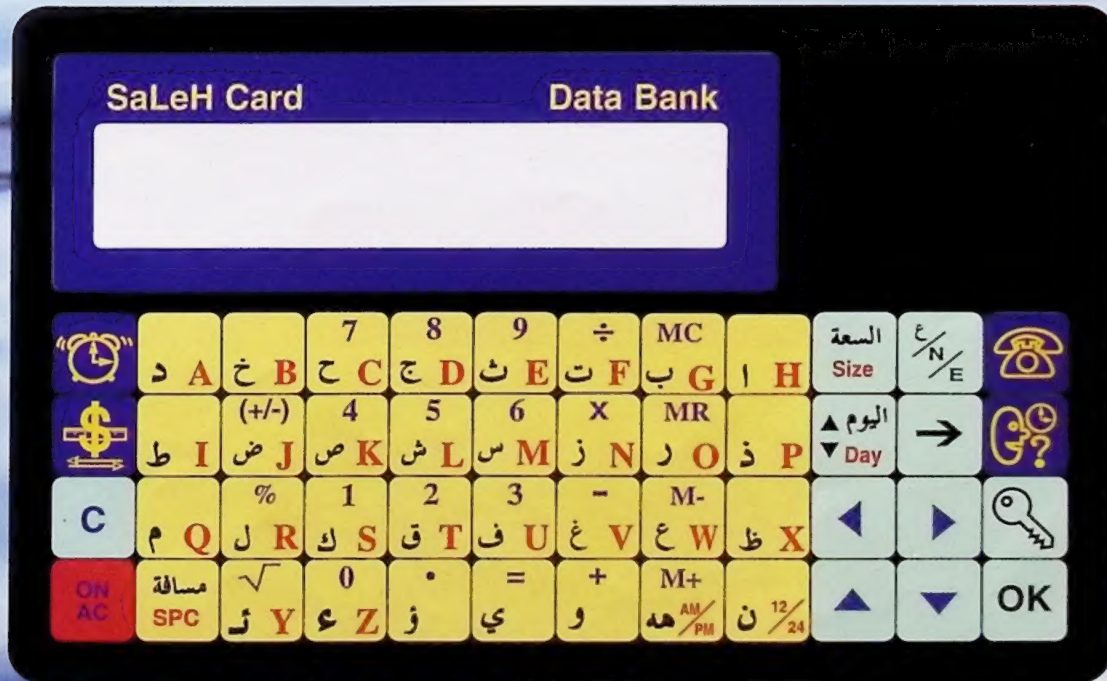 SaLeH Card Data Bank
7 8 9 ÷ MC السعة ع/N/E
د A خ B ح C ج D ث E ت F ب G ا H Size
(+/-) 4 5 6 X MR ▲ اليوم →
ط I ض J ص K ش L س M ز N ر O ذ P ▼ Day ?
C % 1 2 3 - M-
م Q ل R ك S ق T ف U غ V ع W ظ X
ON مسافة √ 0 • = + M+ OK
AC SPC ئـ Y ء Z ؤ ي و هـ AM/PM ن 12/24